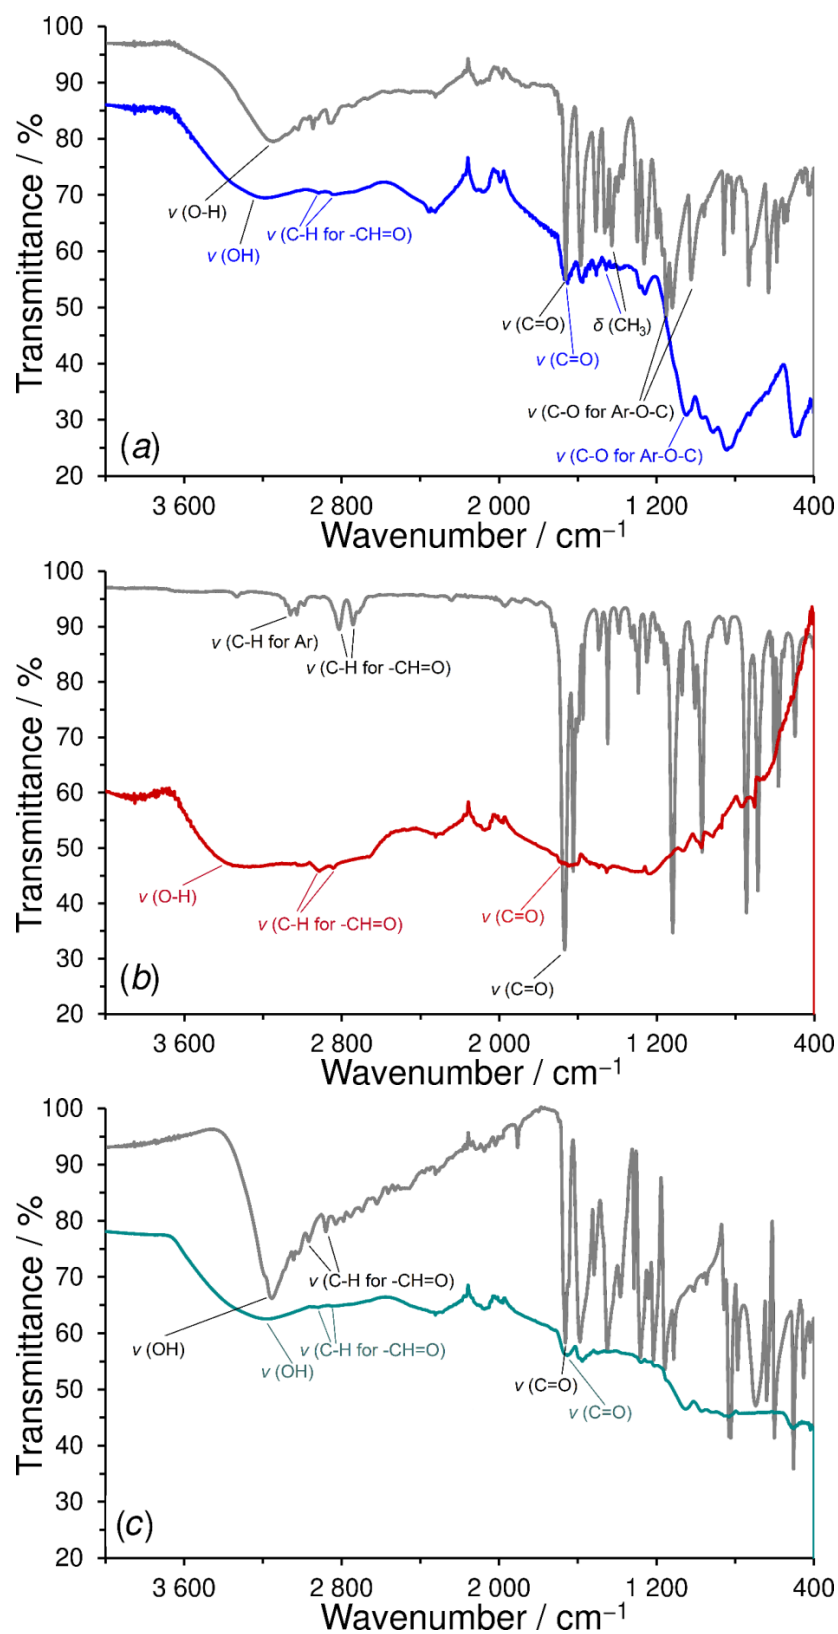 100
90
80
70
60
50
40
30
20
Transmittance / %
ν (O-H)
ν (OH)
ν (C-H for -CH=O)
ν (C=O)
δ (CH₃)
ν (C=O)
ν (C-O for Ar-O-C)
ν (C-O for Ar-O-C)
(a)
3 600 2 800 2 000 1 200 400
Wavenumber / cm⁻¹
100
90
80
70
60
50
40
30
20
Transmittance / %
ν (C-H for Ar)
ν (C-H for -CH=O)
ν (O-H)
ν (C-H for -CH=O)
ν (C=O)
ν (C=O)
(b)
3 600 2 800 2 000 1 200 400
Wavenumber / cm⁻¹
100
90
80
70
60
50
40
30
20
Transmittance / %
ν (C-H for -CH=O)
ν (OH)
ν (OH)
ν (C-H for -CH=O)
ν (C=O)
ν (C=O)
(c)
3 600 2 800 2 000 1 200 400
Wavenumber / cm⁻¹